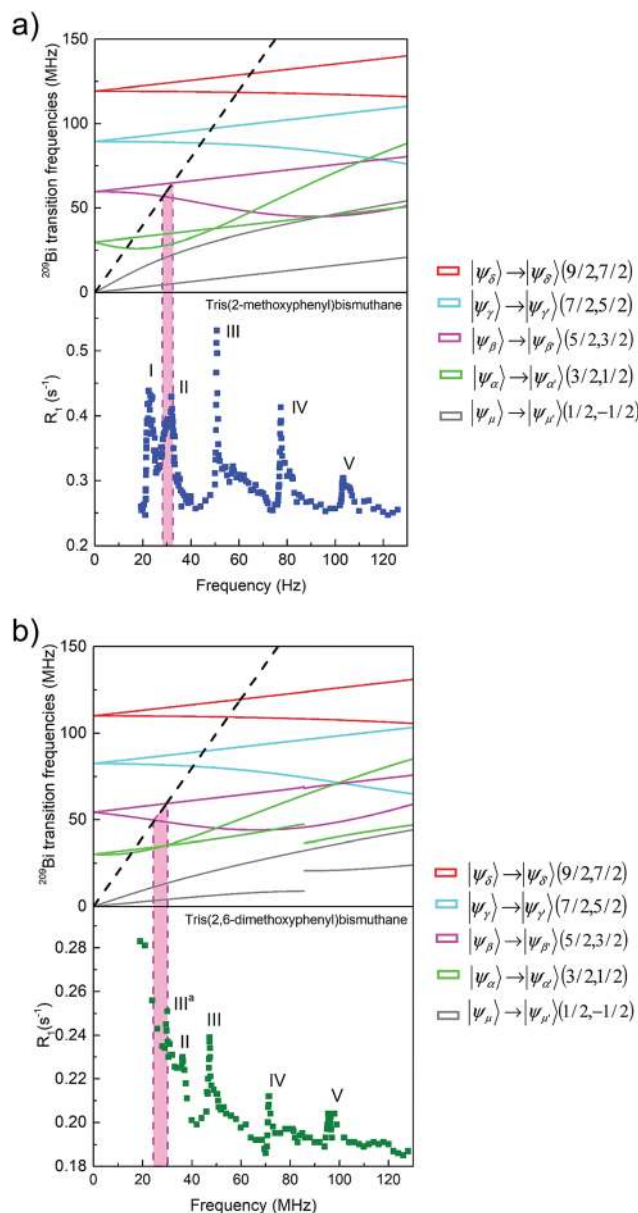 a)
150
100
50
0
²⁰⁹Bi transition frequencies (MHz)
Tris(2-methoxyphenyl)bismuthane
I
II
III
IV
V
0.5
0.4
0.3
0.2
R₁ (s⁻¹)
0 20 40 60 80 100 120
Frequency (Hz)
|ψδ⟩→|ψδ'⟩(9/2,7/2)
|ψγ⟩→|ψγ'⟩(7/2,5/2)
|ψβ⟩→|ψβ'⟩(5/2,3/2)
|ψα⟩→|ψα'⟩(3/2,1/2)
|ψμ⟩→|ψμ'⟩(1/2,-1/2)
b)
150
100
50
0
²⁰⁹Bi transition frequencies (MHz)
Tris(2,6-dimethoxyphenyl)bismuthane
IIIᵃ
II
III
IV
V
0.28
0.26
0.24
0.22
0.20
0.18
R₁(s⁻¹)
0 20 40 60 80 100 120
Frequency (MHz)
|ψδ⟩→|ψδ'⟩(9/2,7/2)
|ψγ⟩→|ψγ'⟩(7/2,5/2)
|ψβ⟩→|ψβ'⟩(5/2,3/2)
|ψα⟩→|ψα'⟩(3/2,1/2)
|ψμ⟩→|ψμ'⟩(1/2,-1/2)